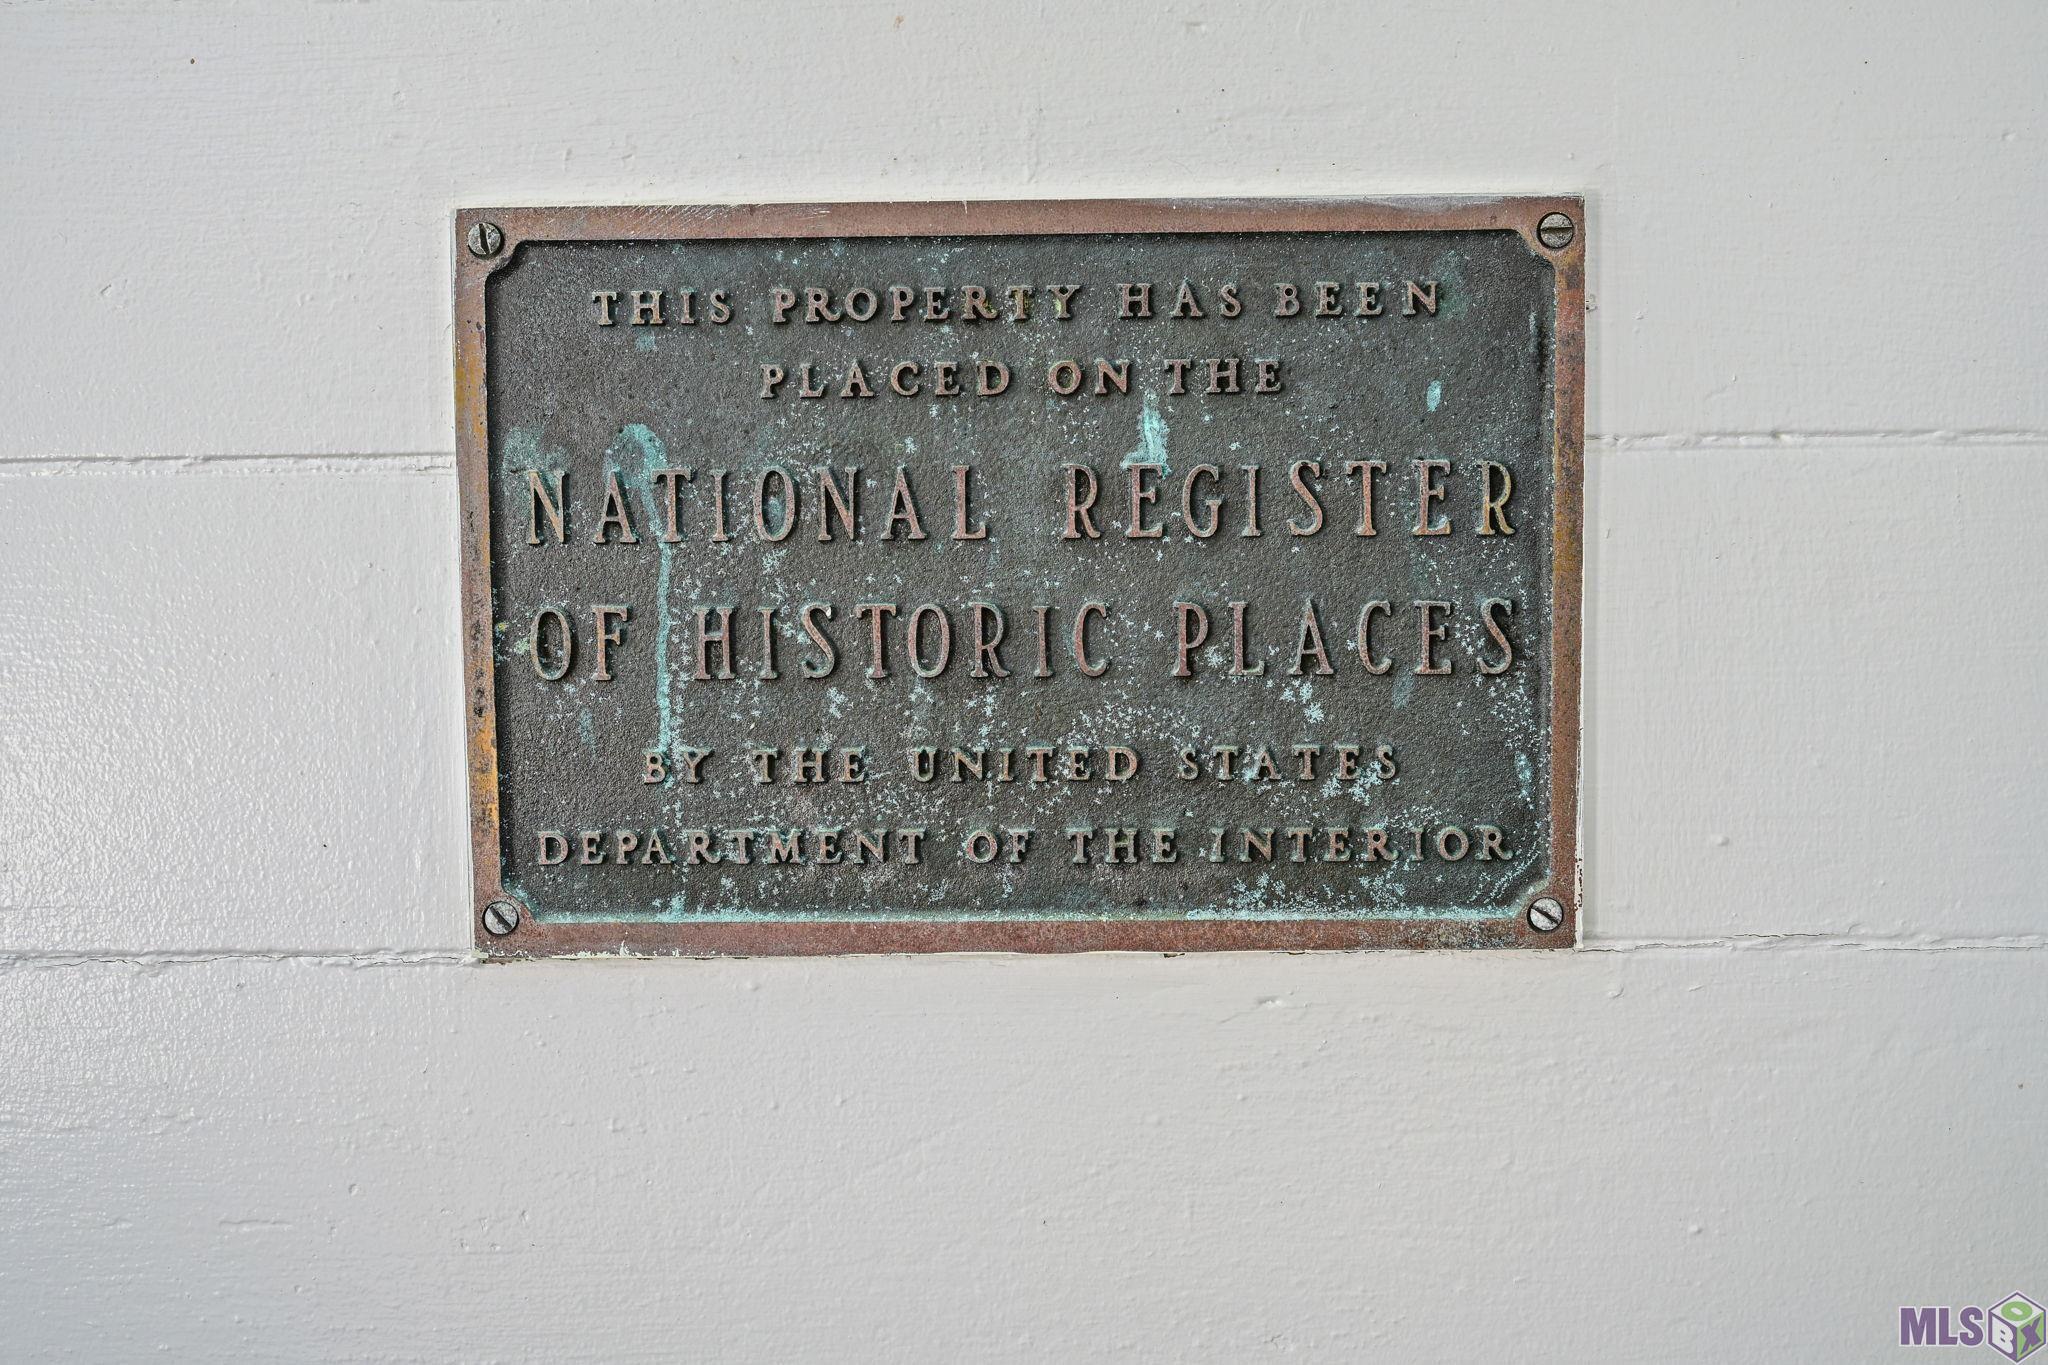 THIS PROPERTY HAS BEEN
PLACED ON THE
NATIONAL REGISTER
OF HISTORIC PLACES
BY THE UNITED STATES
DEPARTMENT OF THE INTERIOR
MLSBOX